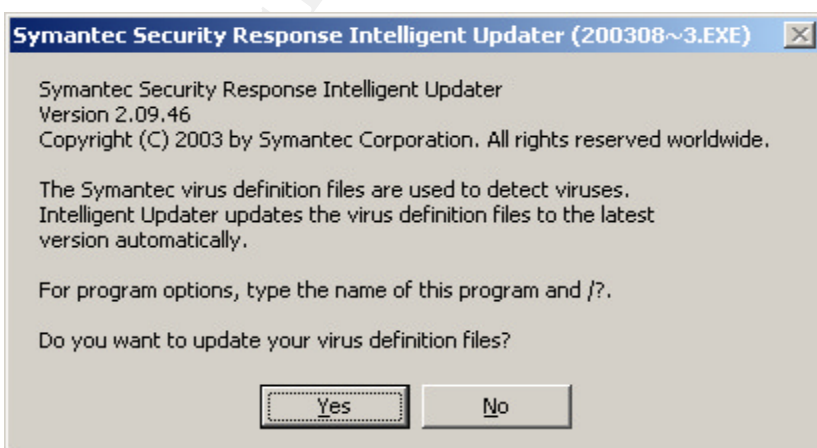 Symantec Security Response Intelligent Updater (200308~3.EXE)
Symantec Security Response Intelligent Updater
Version 2.09.46
Copyright (C) 2003 by Symantec Corporation. All rights reserved worldwide.
The Symantec virus definition files are used to detect viruses.
Intelligent Updater updates the virus definition files to the latest
version automatically.
For program options, type the name of this program and /?.
Do you want to update your virus definition files?
Yes No